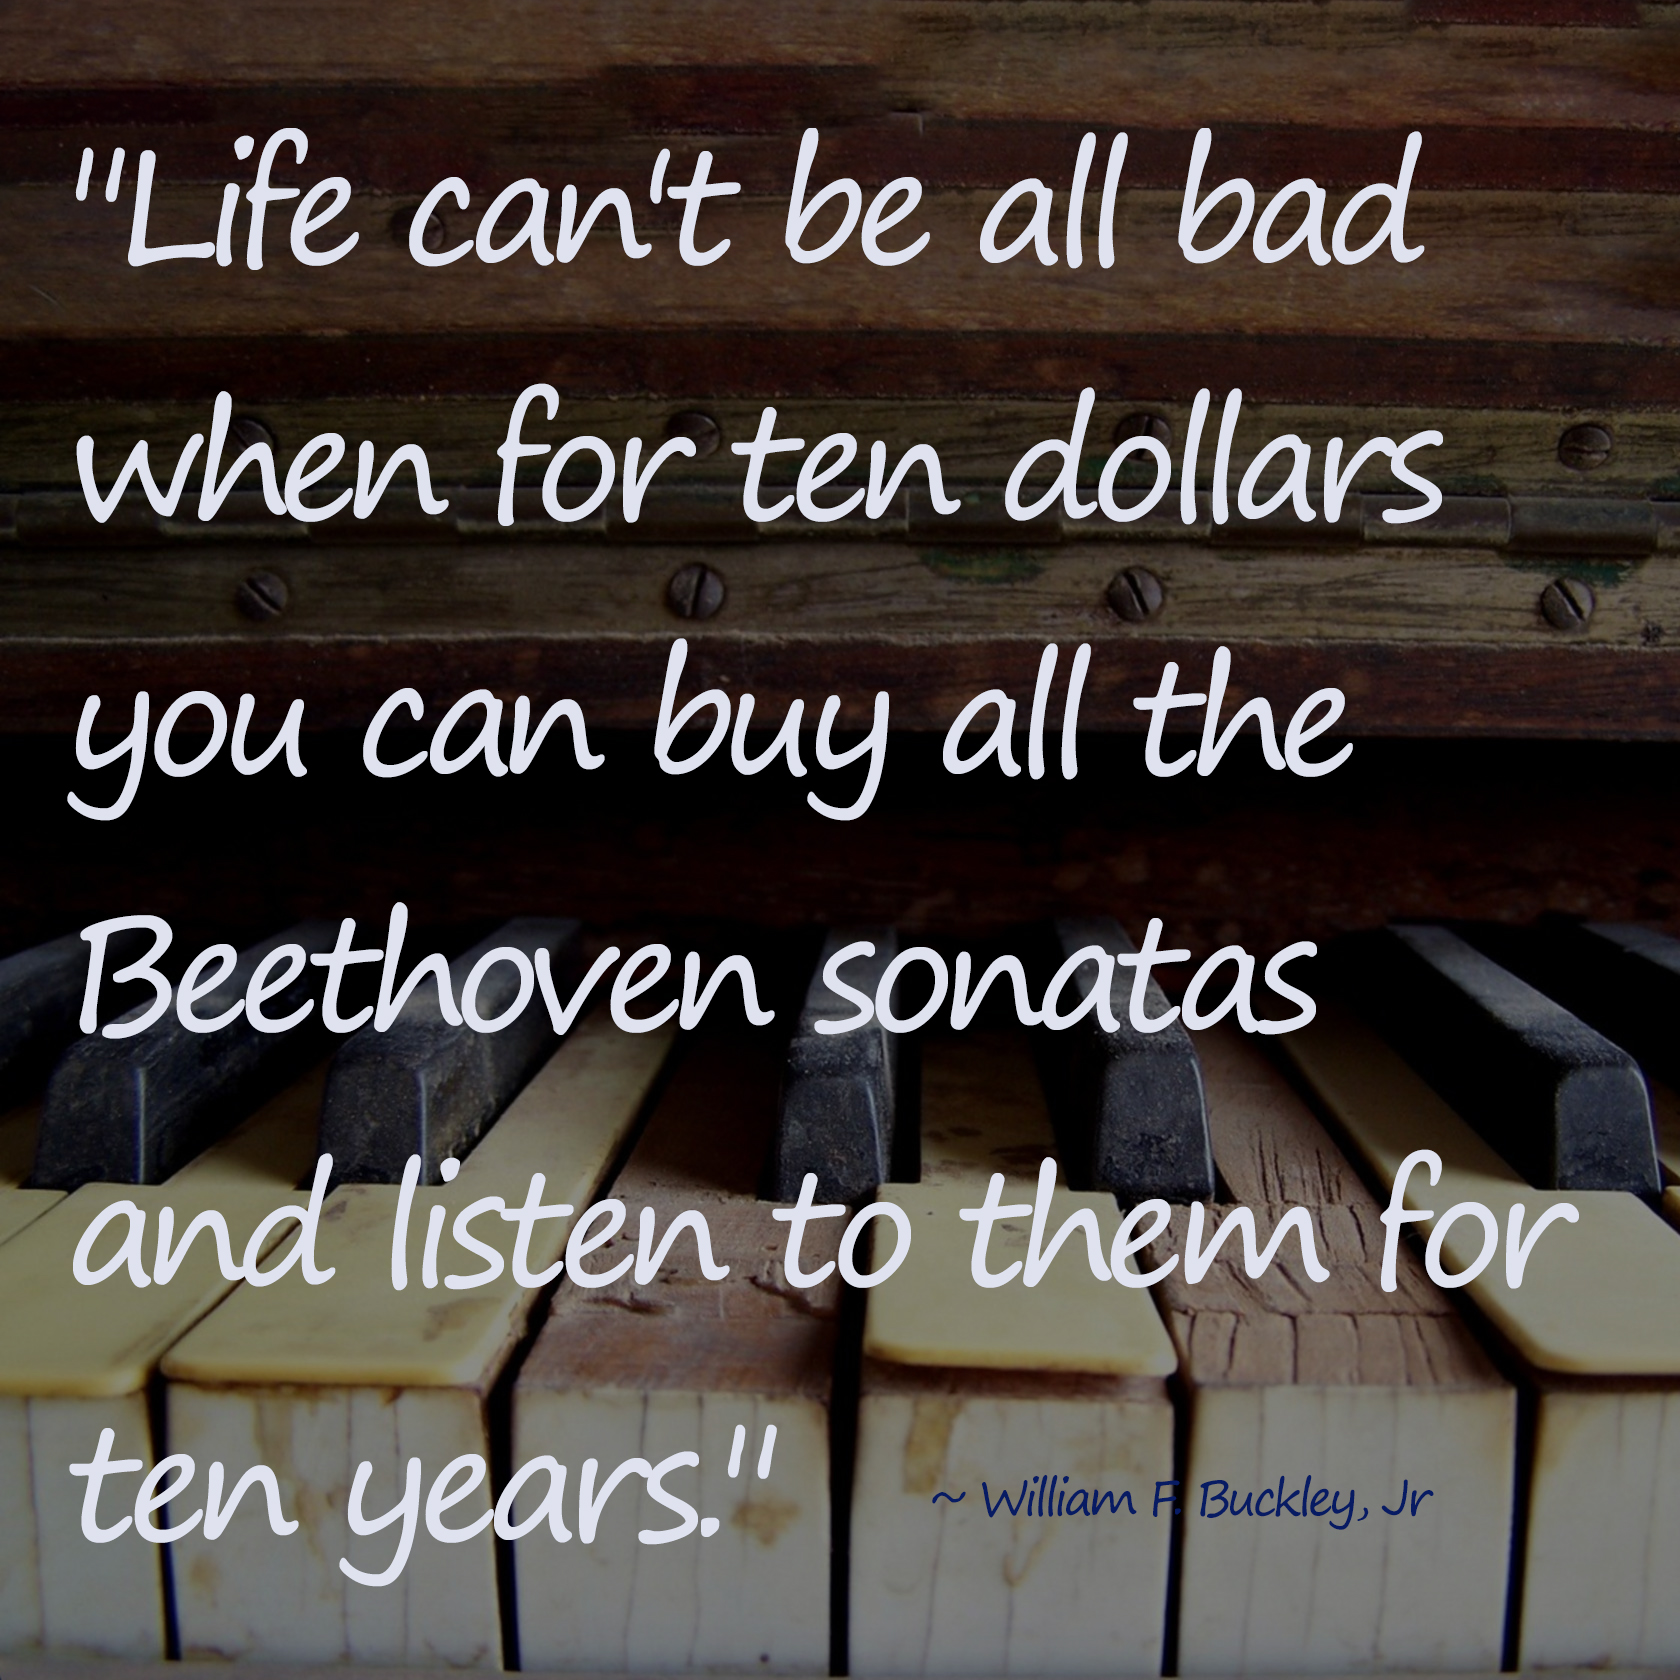 "Life can't be all bad
when for ten dollars
you can buy all the
Beethoven sonatas
and listen to them for
ten years."
~ William F. Buckley, Jr